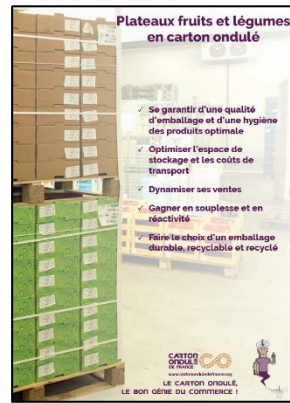 Plateaux fruits et légumes
en carton ondulé
✓ Se garantir d'une qualité
d'emballage et d'une hygiène
des produits optimale
✓ Optimiser l'espace de
stockage et les coûts de
transport
✓ Dynamiser ses ventes
✓ Gagner en souplesse et en
réactivité
✓ Faire le choix d'un emballage
durable, recyclable et recyclé
CARTON
ONDULÉ
DE FRANCE
www.cartononduledefrance.org
LE CARTON ONDULÉ,
LE BON GÉNIE DU COMMERCE !